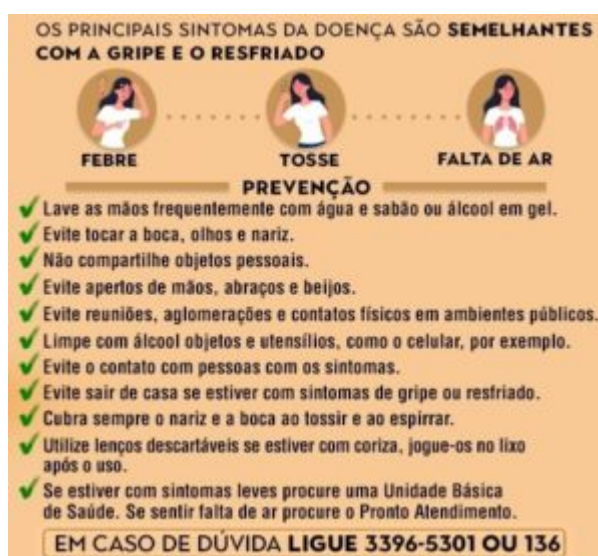 OS PRINCIPAIS SINTOMAS DA DOENÇA SÃO SEMELHANTES
COM A GRIPE E O RESFRIADO
FEBRE TOSSE FALTA DE AR
PREVENÇÃO
Lave as mãos frequentemente com água e sabão ou álcool em gel.
Evite tocar a boca, olhos e nariz.
Não compartilhe objetos pessoais.
Evite apertos de mãos, abraços e beijos.
Evite reuniões, aglomerações e contatos físicos em ambientes públicos.
Limpe com álcool objetos e utensílios, como o celular, por exemplo.
Evite o contato com pessoas com os sintomas.
Evite sair de casa se estiver com sintomas de gripe ou resfriado.
Cubra sempre o nariz e a boca ao tossir e ao espirrar.
Utilize lenços descartáveis se estiver com coriza, jogue-os no lixo
após o uso.
Se estiver com sintomas leves procure uma Unidade Básica
de Saúde. Se sentir falta de ar procure o Pronto Atendimento.
EM CASO DE DÚVIDA LIGUE 3396-5301 OU 136